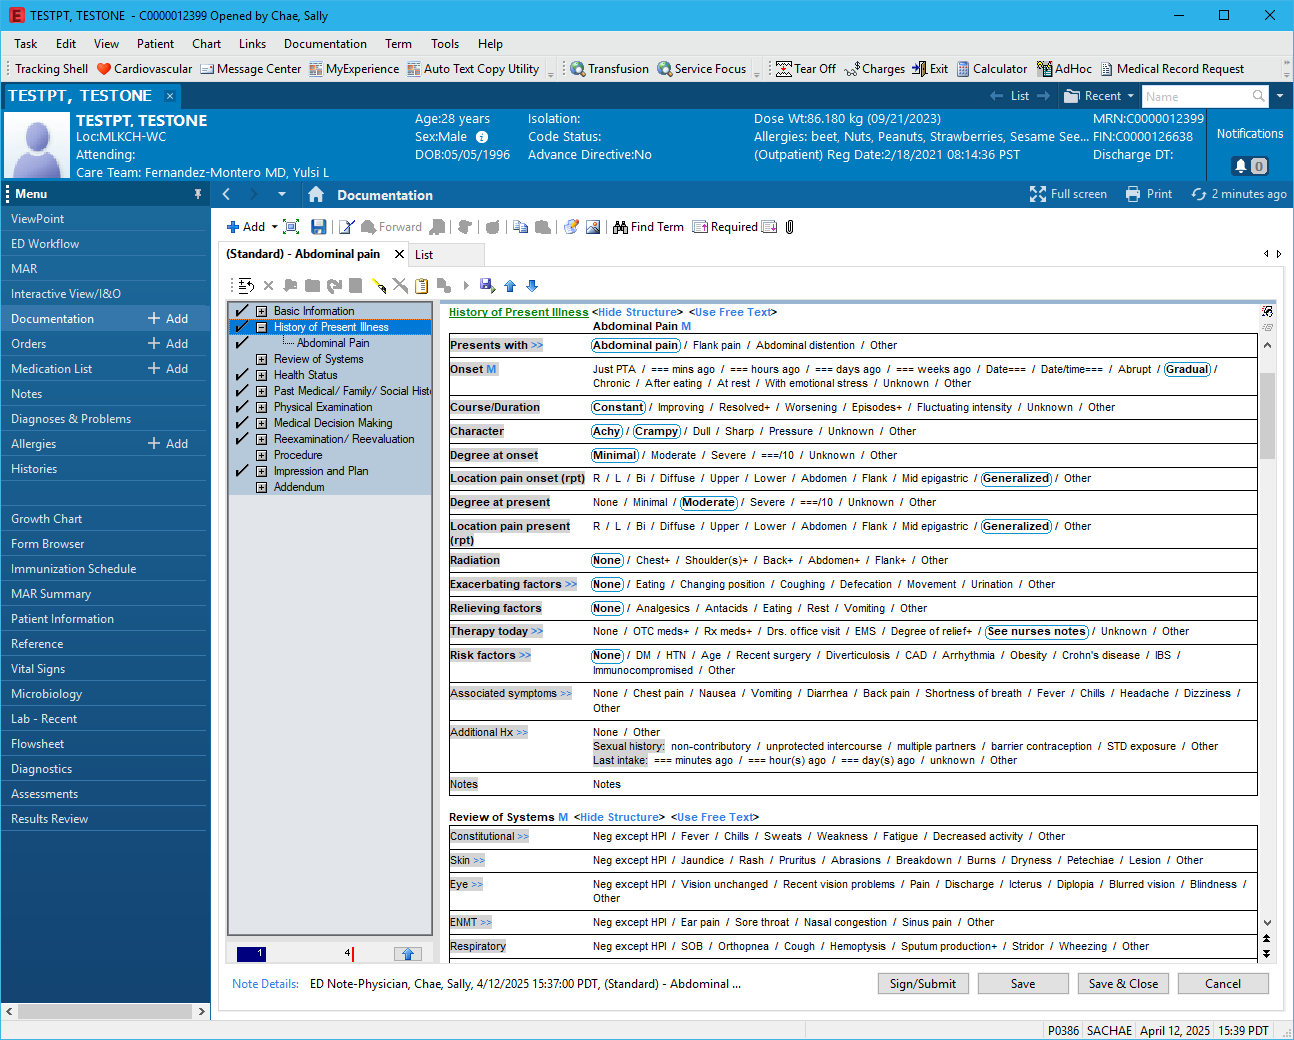 TESTPT, TESTONE - C0000012399 Opened by Chae, Sally
Task Edit View Patient Chart Links Documentation Term Tools Help
Tracking Shell Cardiovascular Message Center MyExperience Auto Text Copy Utility Transfusion Service Focus Tear Off Charges Exit Calculator AdHoc Medical Record Request
TESTPT, TESTONE × List Recent Name
TESTPT, TESTONE Age:28 years Isolation: Dose Wt:86.180 kg (09/21/2023) MRN:C0000012399
Loc:MLKCH-WC Sex:Male Code Status: Allergies: beet, Nuts, Peanuts, Strawberries, Sesame See... FIN:C0000126638 Notifications
Attending: DOB:05/05/1996 Advance Directive:No (Outpatient) Reg Date:2/18/2021 08:14:36 PST Discharge DT: 0
Care Team: Fernandez-Montero MD, Yulsi L
Menu Documentation Full screen Print 2 minutes ago
ViewPoint
ED Workflow
MAR
Interactive View/I&O
Documentation + Add
Orders + Add
Medication List + Add
Notes
Diagnoses & Problems
Allergies + Add
Histories
Growth Chart
Form Browser
Immunization Schedule
MAR Summary
Patient Information
Reference
Vital Signs
Microbiology
Lab - Recent
Flowsheet
Diagnostics
Assessments
Results Review
Add Forward Find Term Required
(Standard) - Abdominal pain × List
Basic Information
History of Present Illness
Abdominal Pain
Review of Systems
Health Status
Past Medical/ Family/ Social Hist
Physical Examination
Medical Decision Making
Reexamination/ Reevaluation
Procedure
Impression and Plan
Addendum
1 4
History of Present Illness <Hide Structure> <Use Free Text>
Abdominal Pain M
Presents with >> Abdominal pain / Flank pain / Abdominal distention / Other
Onset M Just PTA / === mins ago / === hours ago / === days ago / === weeks ago / Date=== / Date/time=== / Abrupt / Gradual /
Chronic / After eating / At rest / With emotional stress / Unknown / Other
Course/Duration Constant / Improving / Resolved+ / Worsening / Episodes+ / Fluctuating intensity / Unknown / Other
Character Achy / Crampy / Dull / Sharp / Pressure / Unknown / Other
Degree at onset Minimal / Moderate / Severe / ===/10 / Unknown / Other
Location pain onset (rpt) R / L / Bi / Diffuse / Upper / Lower / Abdomen / Flank / Mid epigastric / Generalized / Other
Degree at present None / Minimal / Moderate / Severe / ===/10 / Unknown / Other
Location pain present R / L / Bi / Diffuse / Upper / Lower / Abdomen / Flank / Mid epigastric / Generalized / Other
(rpt)
Radiation None / Chest+ / Shoulder(s)+ / Back+ / Abdomen+ / Flank+ / Other
Exacerbating factors >> None / Eating / Changing position / Coughing / Defecation / Movement / Urination / Other
Relieving factors None / Analgesics / Antacids / Eating / Rest / Vomiting / Other
Therapy today >> None / OTC meds+ / Rx meds+ / Drs. office visit / EMS / Degree of relief+ / See nurses notes / Unknown / Other
Risk factors >> None / DM / HTN / Age / Recent surgery / Diverticulosis / CAD / Arrhythmia / Obesity / Crohn's disease / IBS /
Immunocompromised / Other
Associated symptoms >> None / Chest pain / Nausea / Vomiting / Diarrhea / Back pain / Shortness of breath / Fever / Chills / Headache / Dizziness /
Other
Additional Hx >> None / Other
Sexual history: non-contributory / unprotected intercourse / multiple partners / barrier contraception / STD exposure / Other
Last intake: === minutes ago / === hour(s) ago / === day(s) ago / unknown / Other
Notes Notes
Review of Systems M <Hide Structure> <Use Free Text>
Constitutional >> Neg except HPI / Fever / Chills / Sweats / Weakness / Fatigue / Decreased activity / Other
Skin >> Neg except HPI / Jaundice / Rash / Pruritus / Abrasions / Breakdown / Burns / Dryness / Petechiae / Lesion / Other
Eye >> Neg except HPI / Vision unchanged / Recent vision problems / Pain / Discharge / Icterus / Diplopia / Blurred vision / Blindness /
Other
ENMT >> Neg except HPI / Ear pain / Sore throat / Nasal congestion / Sinus pain / Other
Respiratory Neg except HPI / SOB / Orthopnea / Cough / Hemoptysis / Sputum production+ / Stridor / Wheezing / Other
Note Details: ED Note-Physician, Chae, Sally, 4/12/2025 15:37:00 PDT, (Standard) - Abdominal ... Sign/Submit Save Save & Close Cancel
P0386 SACHAE April 12, 2025 15:39 PDT